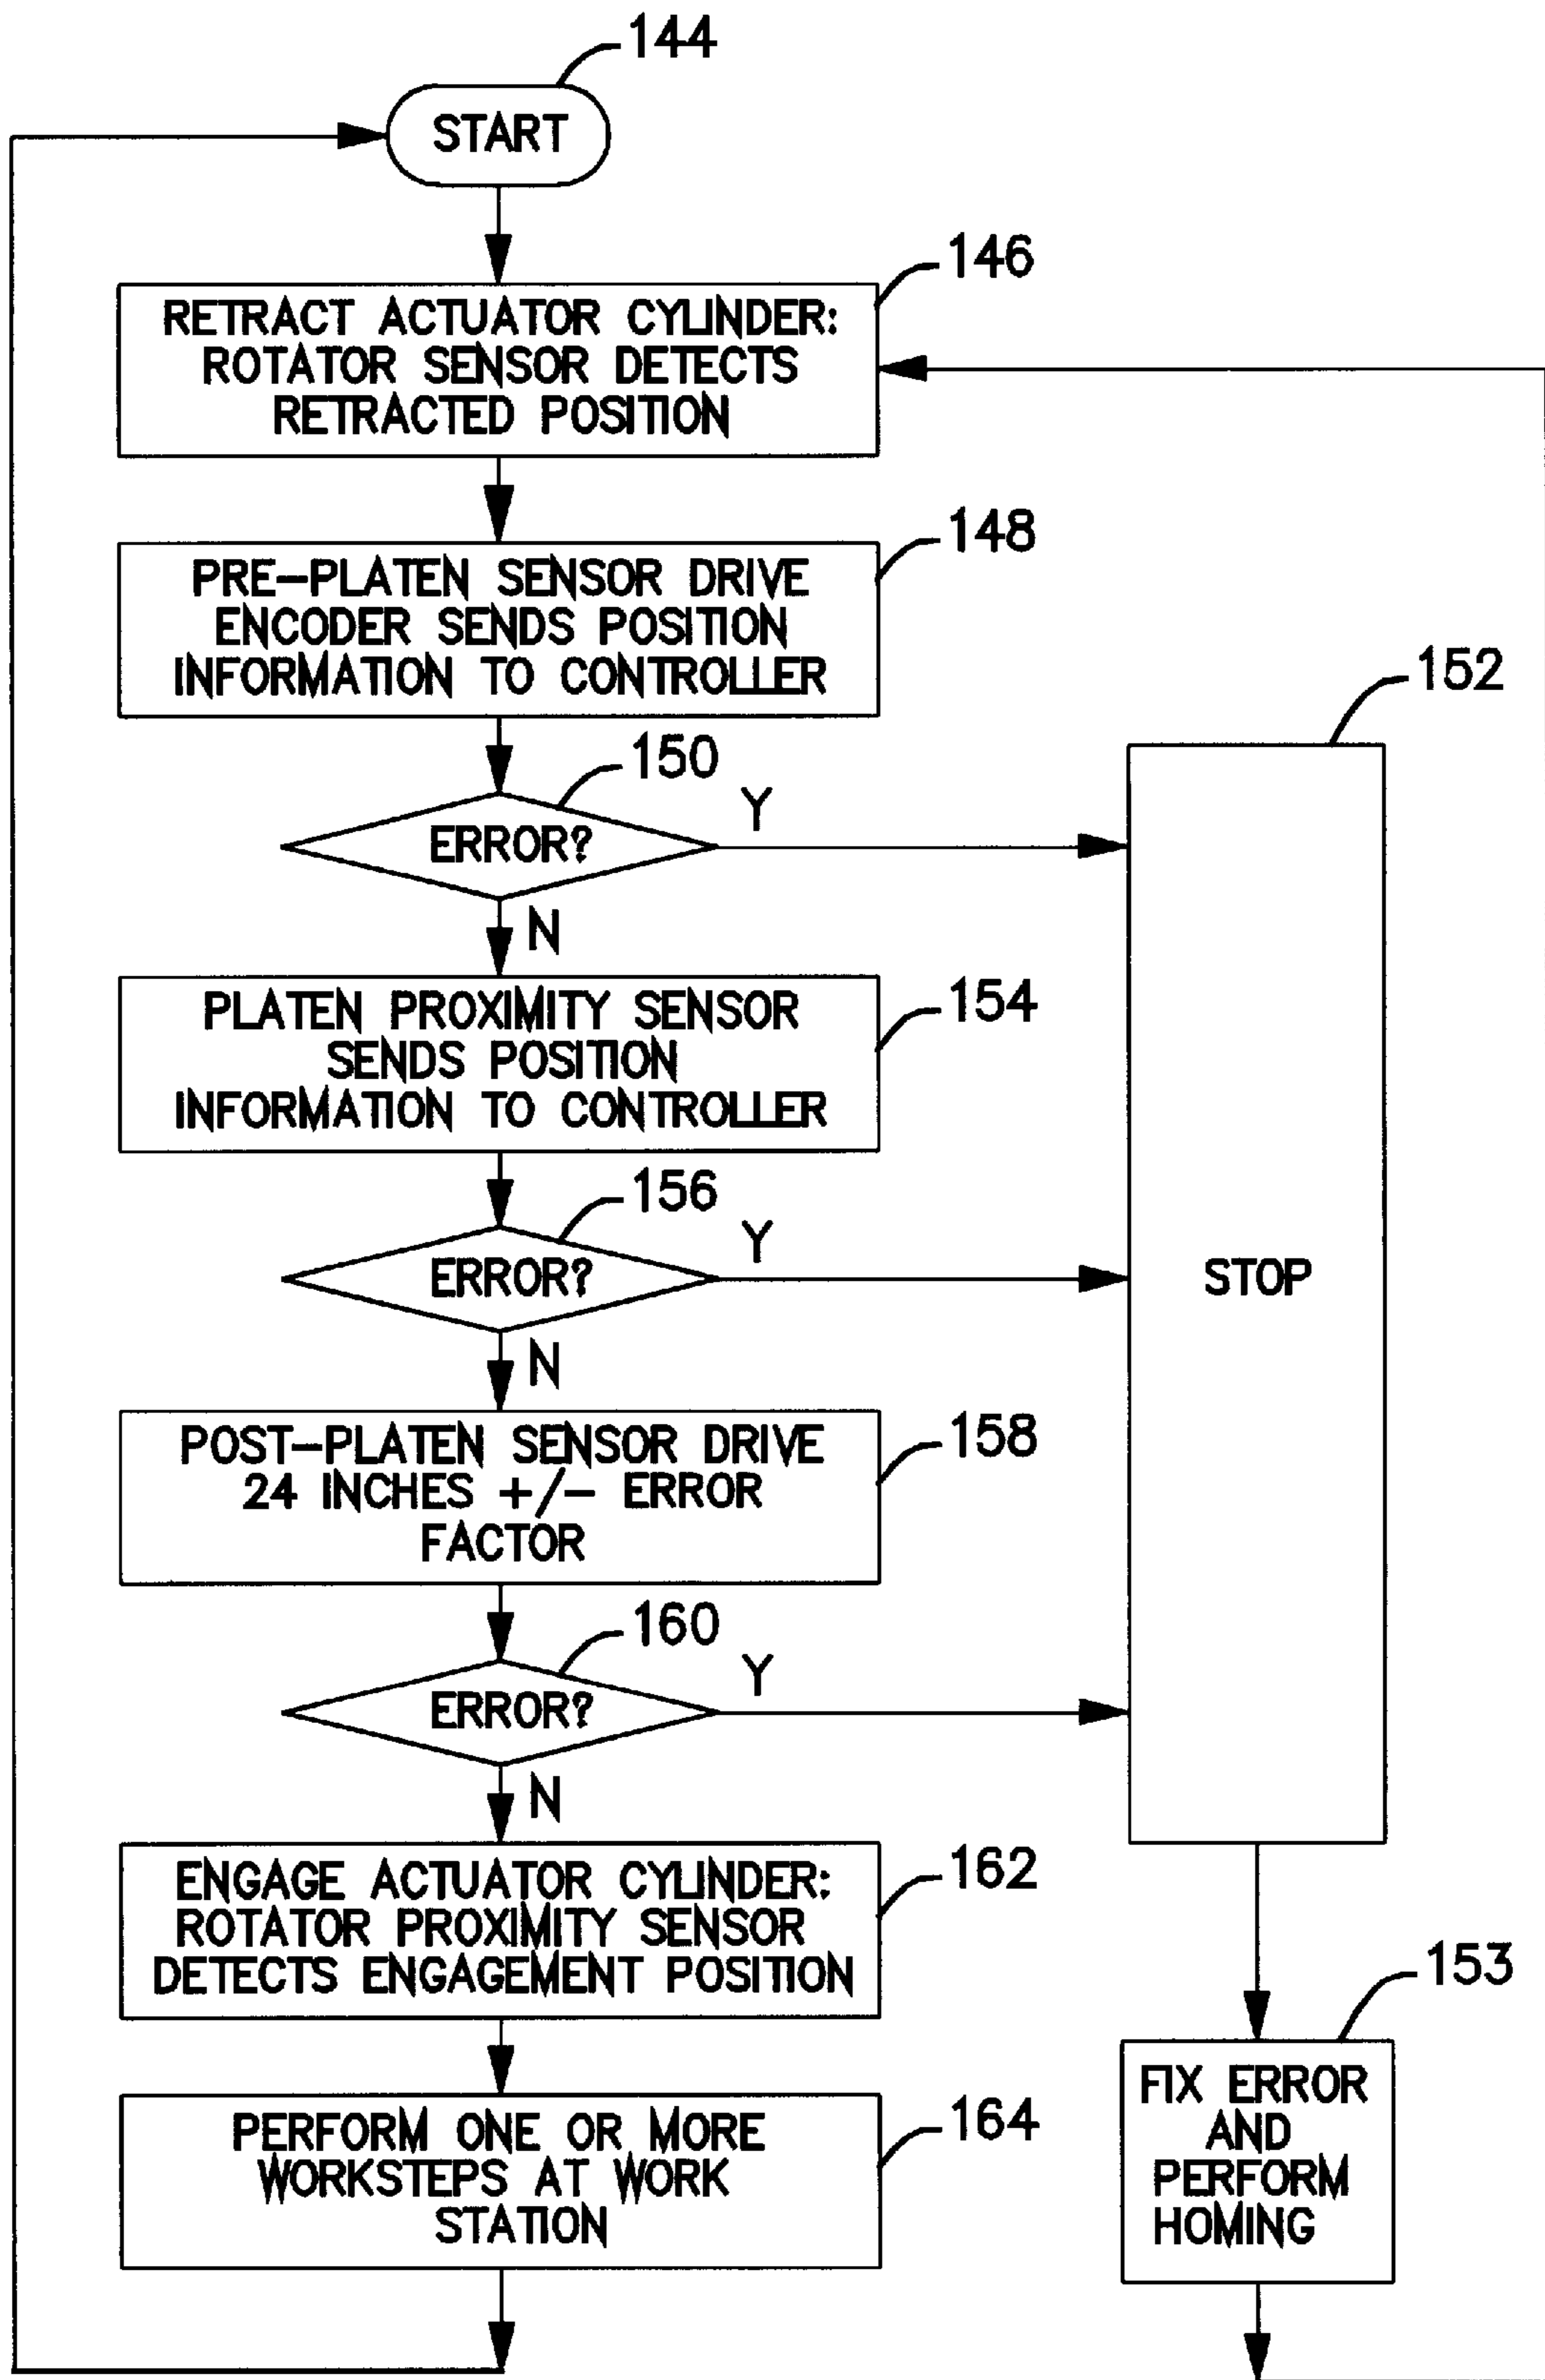 144
START
146
RETRACT ACTUATOR CYLINDER:
ROTATOR SENSOR DETECTS
RETRACTED POSITION
148
PRE-PLATEN SENSOR DRIVE
ENCODER SENDS POSITION
INFORMATION TO CONTROLLER
152
150
Y
ERROR?
N
PLATEN PROXIMITY SENSOR
SENDS POSITION
INFORMATION TO CONTROLLER
154
156
Y
ERROR?
STOP
N
POST-PLATEN SENSOR DRIVE
24 INCHES +/- ERROR
FACTOR
158
160
Y
ERROR?
N
ENGAGE ACTUATOR CYLINDER:
ROTATOR PROXIMITY SENSOR
DETECTS ENGAGEMENT POSITION
162
153
PERFORM ONE OR MORE
WORKSTEPS AT WORK
STATION
164
FIX ERROR
AND
PERFORM
HOMING